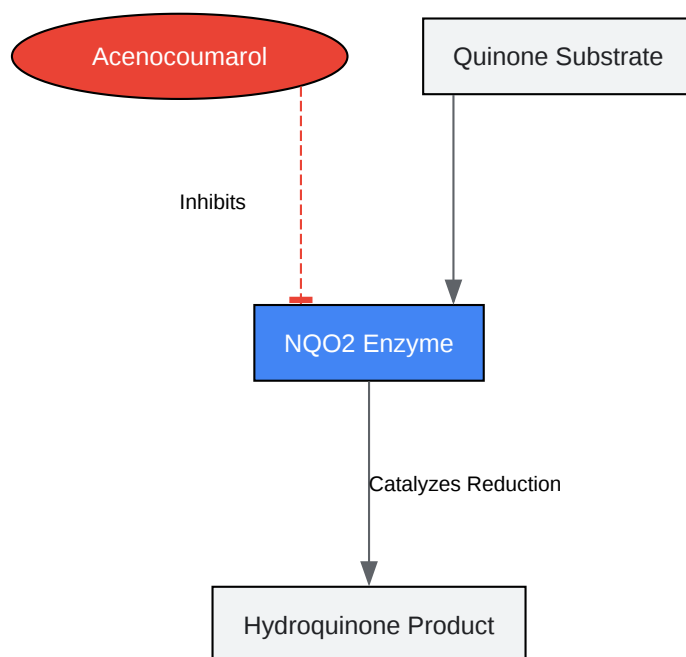 Acenocoumarol
Quinone Substrate
Inhibits
NQO2 Enzyme
Catalyzes Reduction
Hydroquinone Product